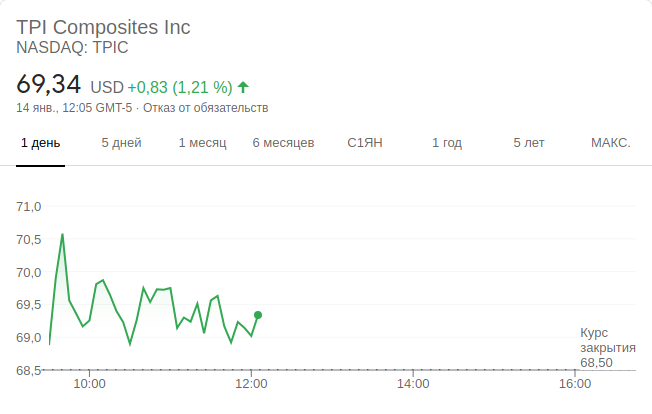 TPI Composites Inc
NASDAQ: TPIC
69,34 USD +0,83 (1,21 %) ↑
14 янв., 12:05 GMT-5 · Отказ от обязательств
1 день 5 дней 1 месяц 6 месяцев С1ЯН 1 год 5 лет МАКС.
71,0
70,5
70,0
69,5
69,0
68,5
Курс
закрытия
68,50
10:00 12:00 14:00 16:00